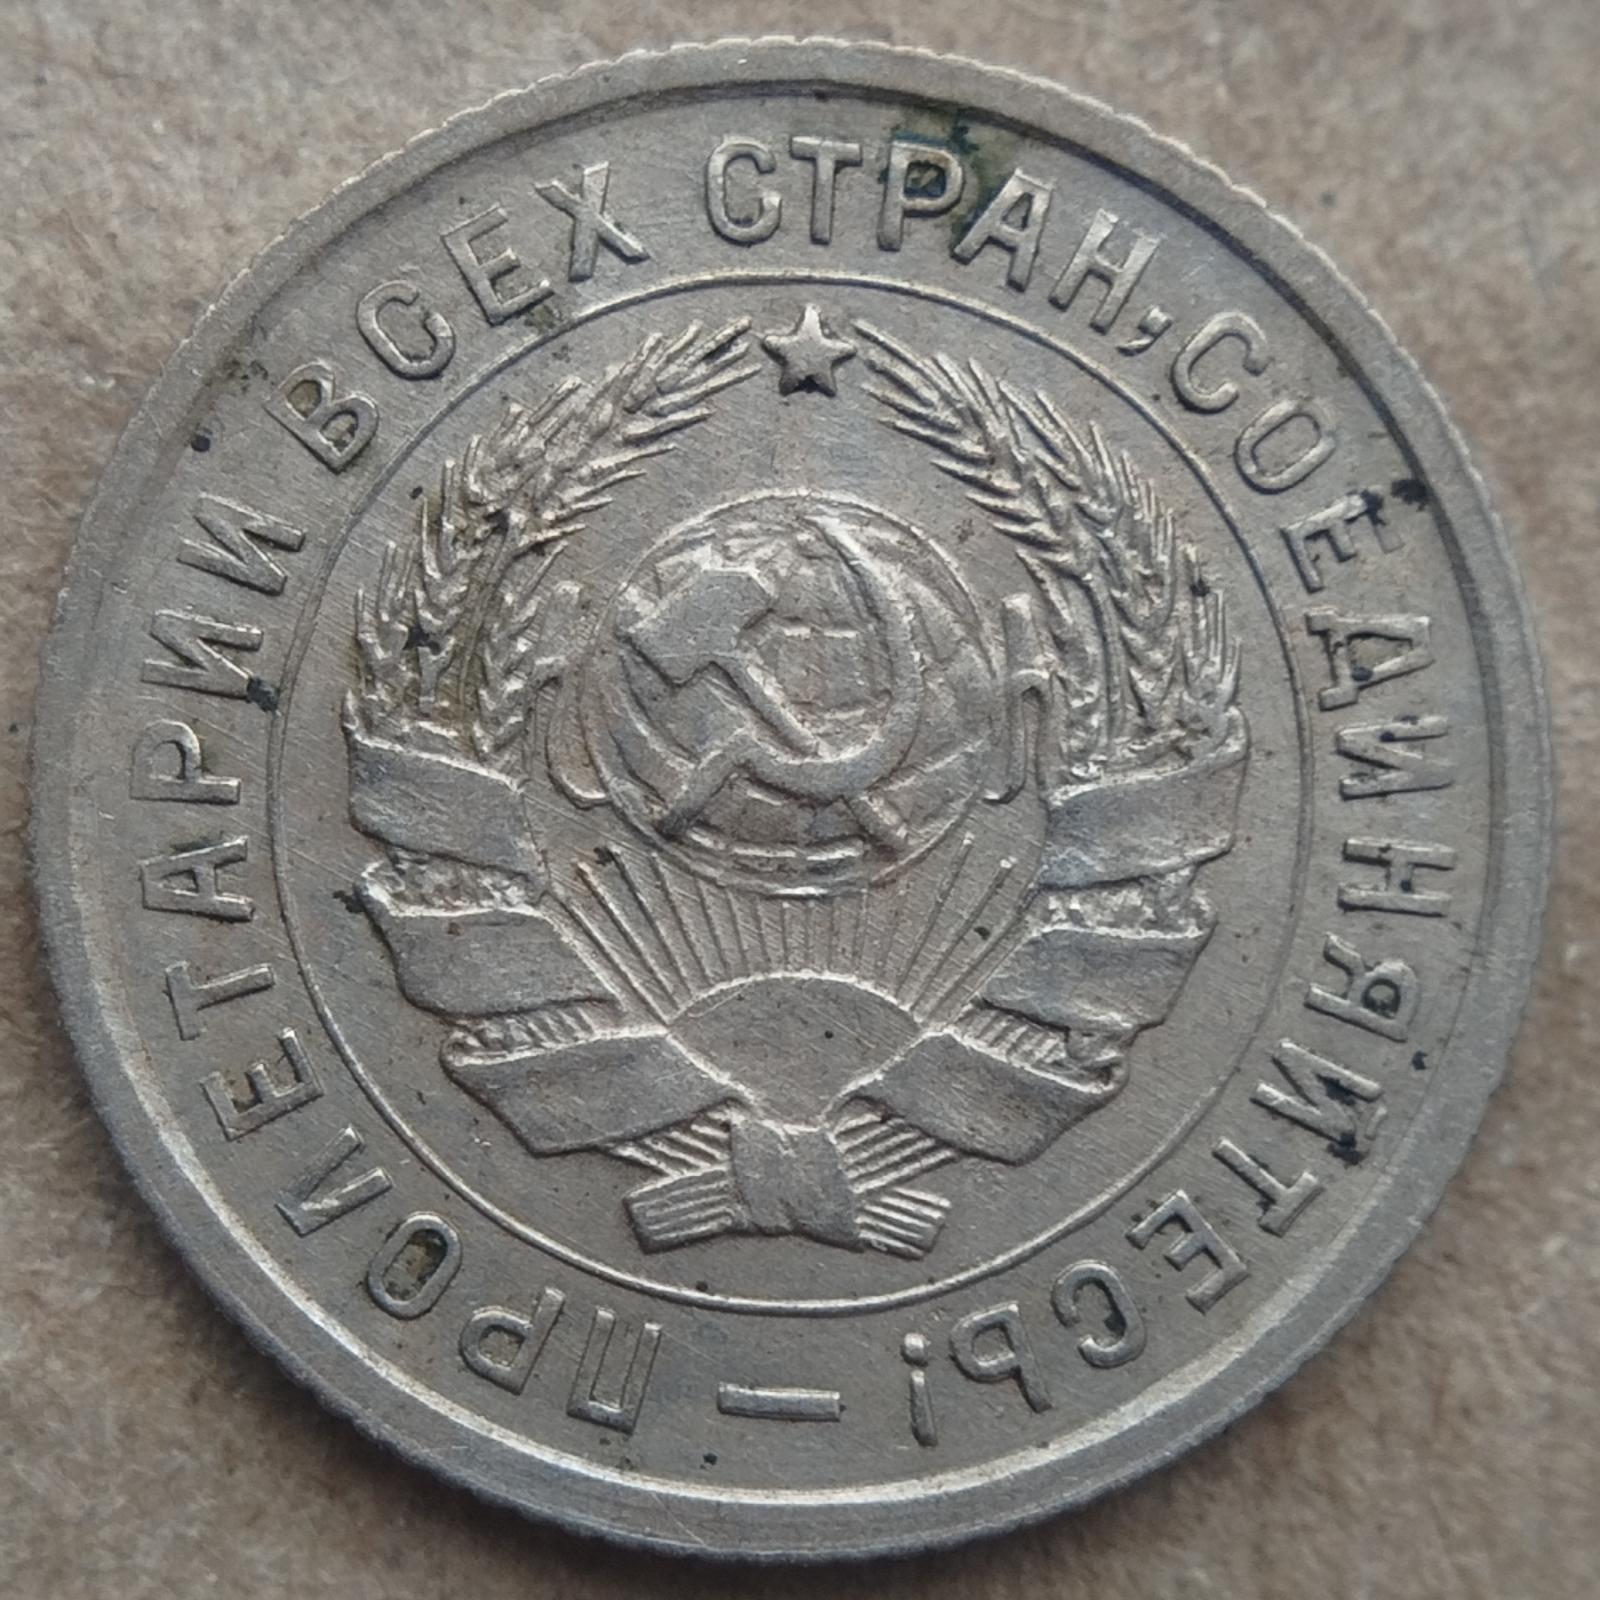 ПРОЛЕТАРИИ ВСЕХ СТРАН, СОЕДИНЯЙТЕСЬ! —